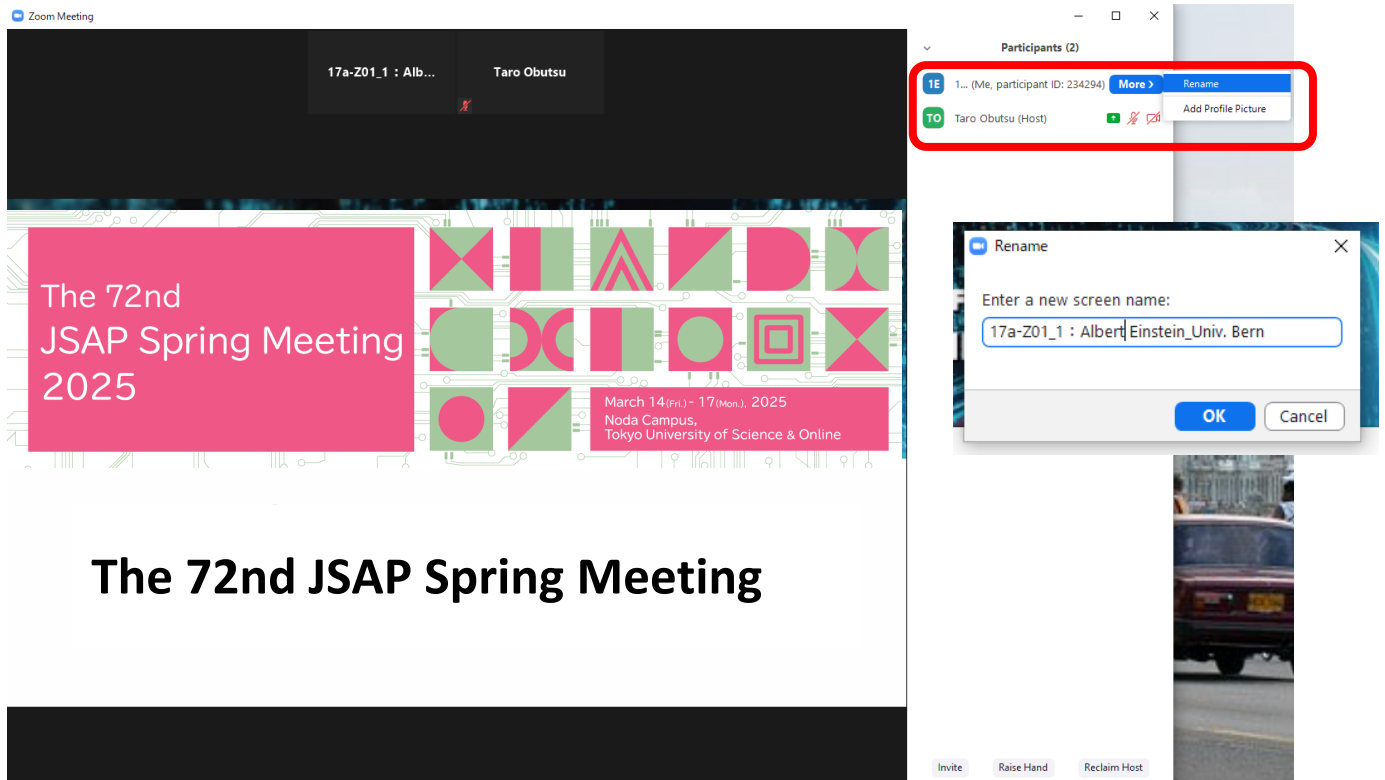 Zoom Meeting
17a-Z01_1 : Alb...
Taro Obutsu
Participants (2)
1E 1... (Me, participant ID: 234294) More >
Rename
Add Profile Picture
TO Taro Obutsu (Host)
The 72nd
JSAP Spring Meeting
2025
March 14(Fri.) - 17(Mon.), 2025
Noda Campus,
Tokyo University of Science & Online
Rename
Enter a new screen name:
17a-Z01_1 : Albert Einstein_Univ. Bern
OK
Cancel
The 72nd JSAP Spring Meeting
Invite
Raise Hand
Reclaim Host